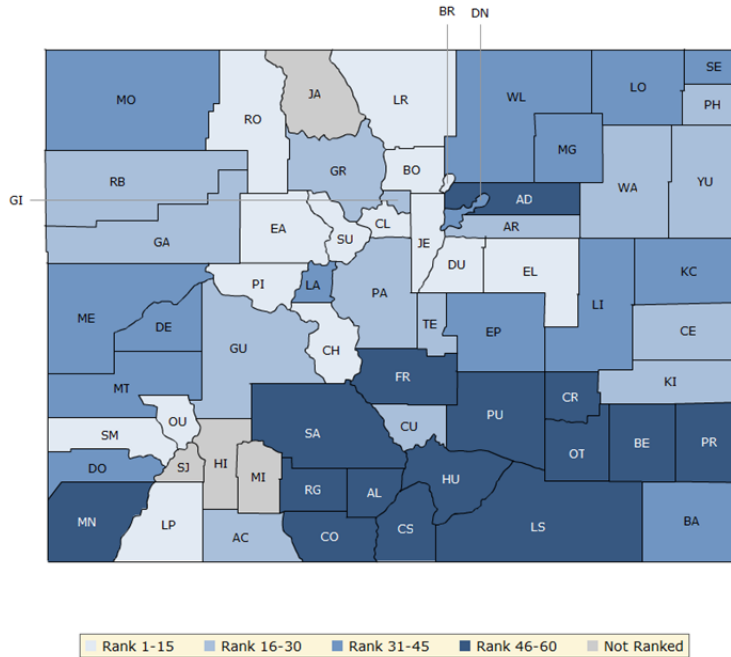 BR DN
SE
MO JA LR WL LO
PH
RO
MG
GR BO
RB WA YU
GI AD
CL AR
GA EA SU JE
DU EL
PI LA KC
ME PA LI
TE
DE EP CE
GU CH
FR KI
MT CR
OU PU
CU
SM SA OT BE PR
HI
DO SJ MI HU
RG AL
MN LP BA
AC CO CS LS
Rank 1-15 Rank 16-30 Rank 31-45 Rank 46-60 Not Ranked